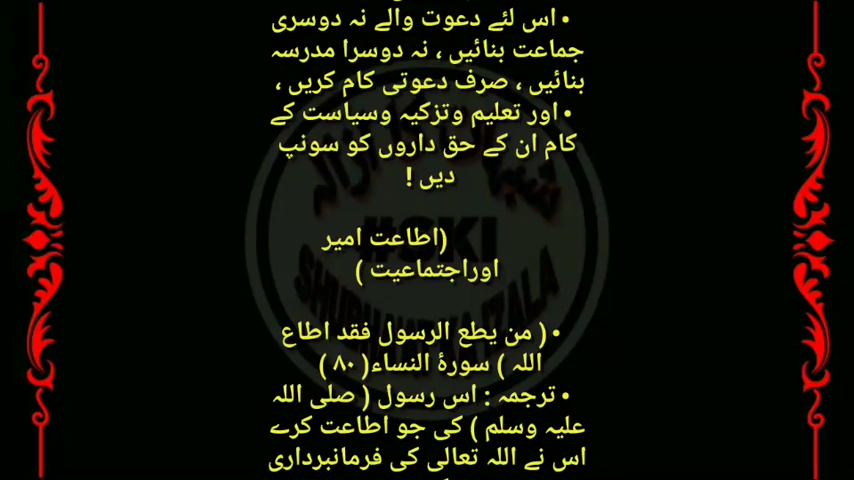 • اس لئے دعوت والے نہ دوسری
جماعت بنائیں ، نہ دوسرا مدرسہ
بنائیں ، صرف دعوتی کام کریں ،
• اور تعلیم وتزکیہ وسیاست کے
کام ان کے حق داروں کو سونپ
دیں !
(اطاعت امیر
اوراجتماعیت )
• ( من یطع الرسول فقد اطاع
اللہ ) سورۂ النساء( ۸۰ )
• ترجمہ : اس رسول ( صلی اللہ
علیہ وسلم ) کی جو اطاعت کرے
اس نے اللہ تعالی کی فرمانبرداری
#SKI